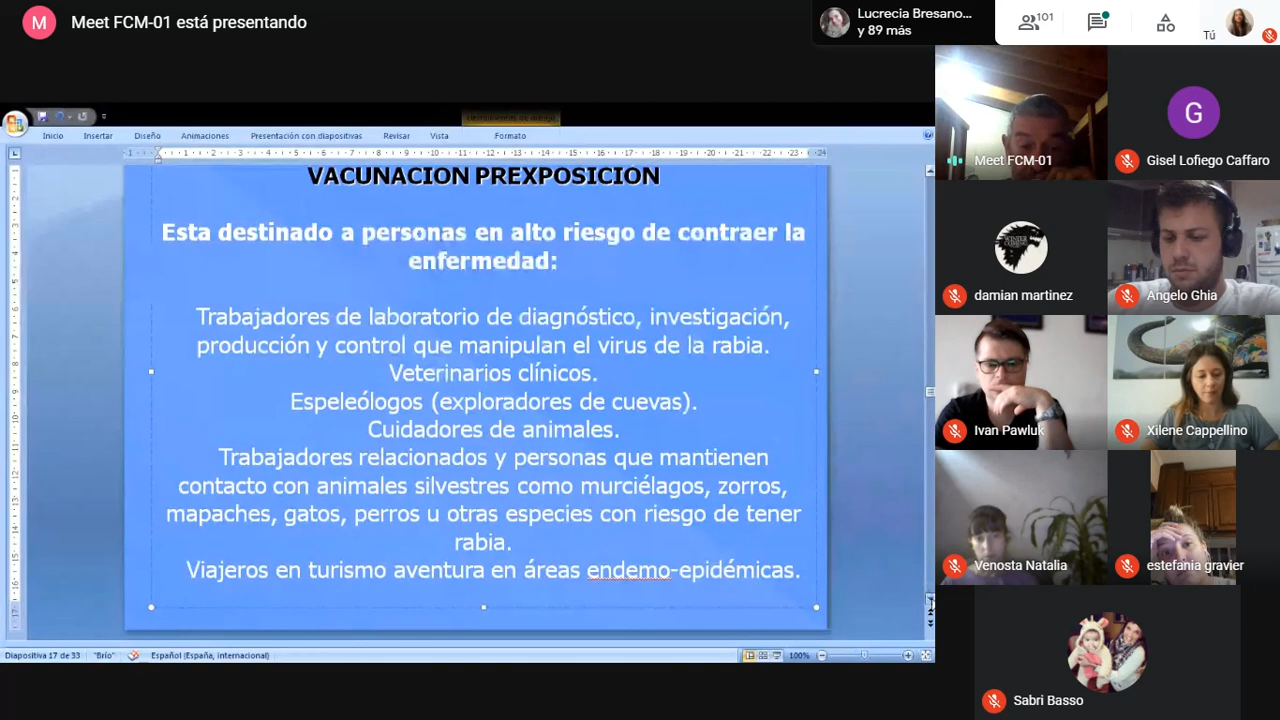 M Meet FCM-01 está presentando
Lucrecia Bresano...
y 89 más
101
Tú
Inicio Insertar Diseño Animaciones Presentación con diapositivas Revisar Vista Formato
VACUNACION PREXPOSICION
Esta destinado a personas en alto riesgo de contraer la
enfermedad:
Trabajadores de laboratorio de diagnóstico, investigación,
producción y control que manipulan el virus de la rabia.
Veterinarios clínicos.
Espeleólogos (exploradores de cuevas).
Cuidadores de animales.
Trabajadores relacionados y personas que mantienen
contacto con animales silvestres como murciélagos, zorros,
mapaches, gatos, perros u otras especies con riesgo de tener
rabia.
Viajeros en turismo aventura en áreas endemo-epidémicas.
Diapositiva 17 de 33 "Brío" Español (España, internacional) 100%
Meet FCM-01
G
Gisel Lofiego Caffaro
damian martinez
Angelo Ghia
Ivan Pawluk
Xilene Cappellino
Venosta Natalia
estefania gravier
Sabri Basso